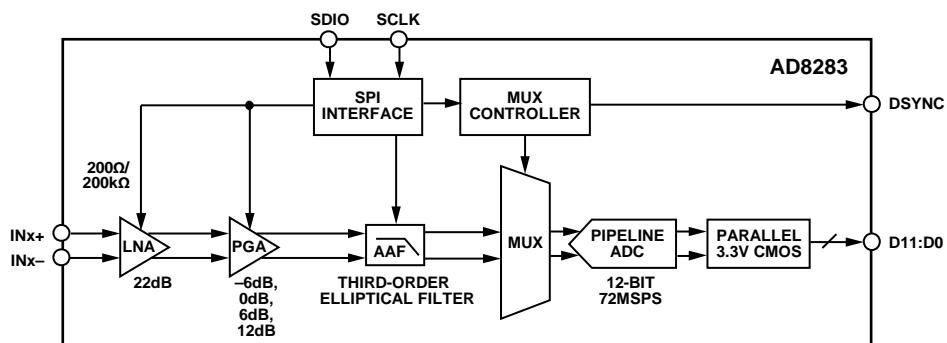 SDIO SCLK
AD8283
SPI
INTERFACE
MUX
CONTROLLER
DSYNC
200Ω/
200kΩ
INx+
INx–
LNA
PGA
AAF
MUX
PIPELINE
ADC
PARALLEL
3.3V CMOS
D11:D0
22dB
–6dB,
0dB,
6dB,
12dB
THIRD-ORDER
ELLIPTICAL FILTER
12-BIT
72MSPS